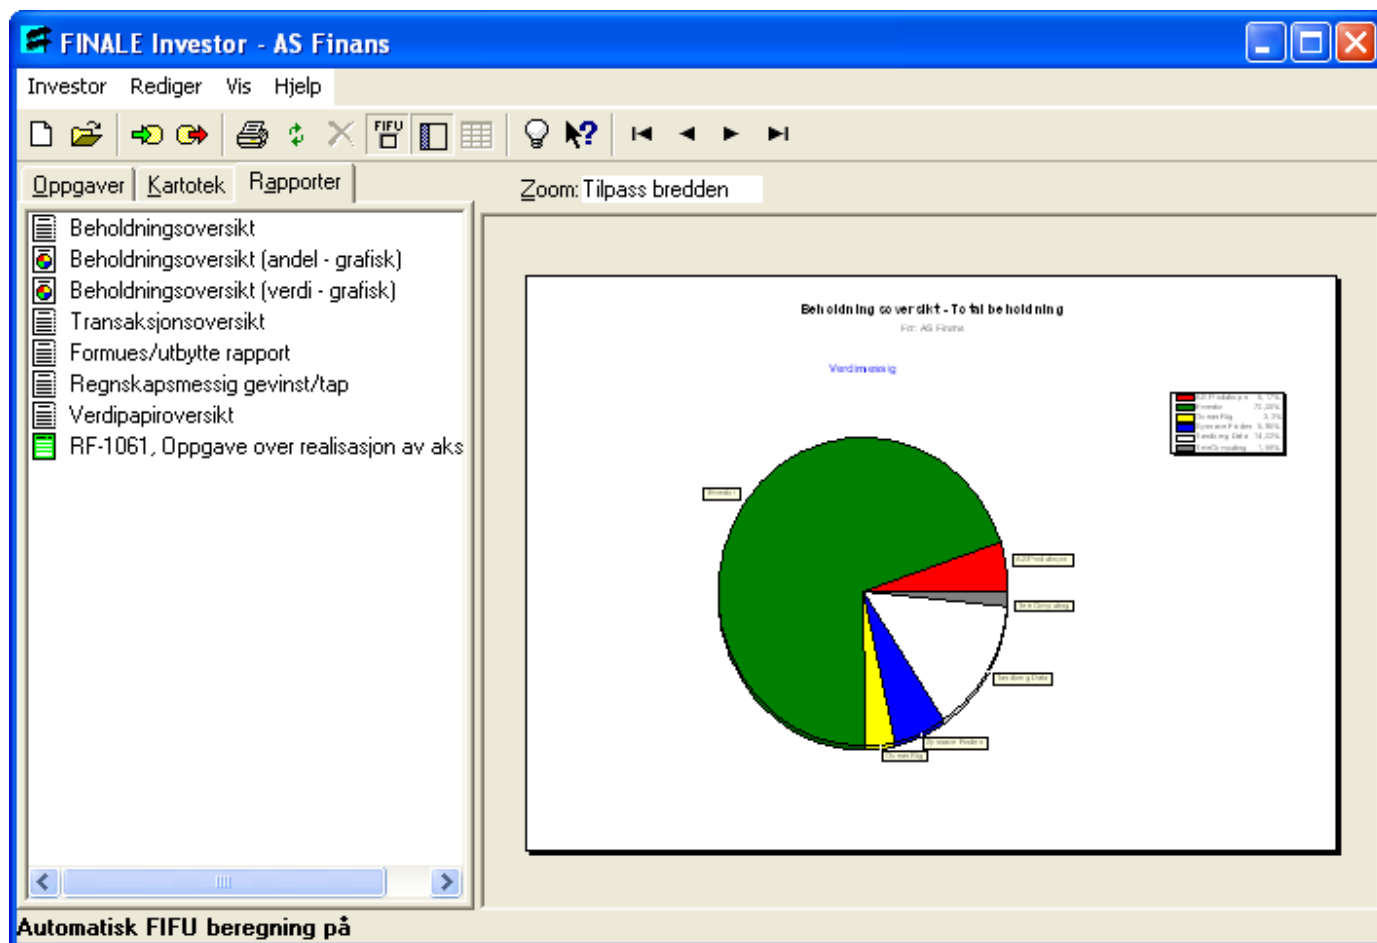 FINALE Investor - AS Finans
Investor Rediger Vis Hjelp
FIFU
Oppgaver Kartotek Rapporter
Zoom: Tilpass bredden
Beholdningsoversikt
Beholdningsoversikt (andel - grafisk)
Beholdningsoversikt (verdi - grafisk)
Transaksjonsoversikt
Formues/utbytte rapport
Regnskapsmessig gevinst/tap
Verdipapiroversikt
RF-1061, Oppgave over realisasjon av aks
Beholdningsoversikt - Total beholdning
For: AS Finans
Verdimessig
Tandberg Data
Automatisk FIFU beregning på